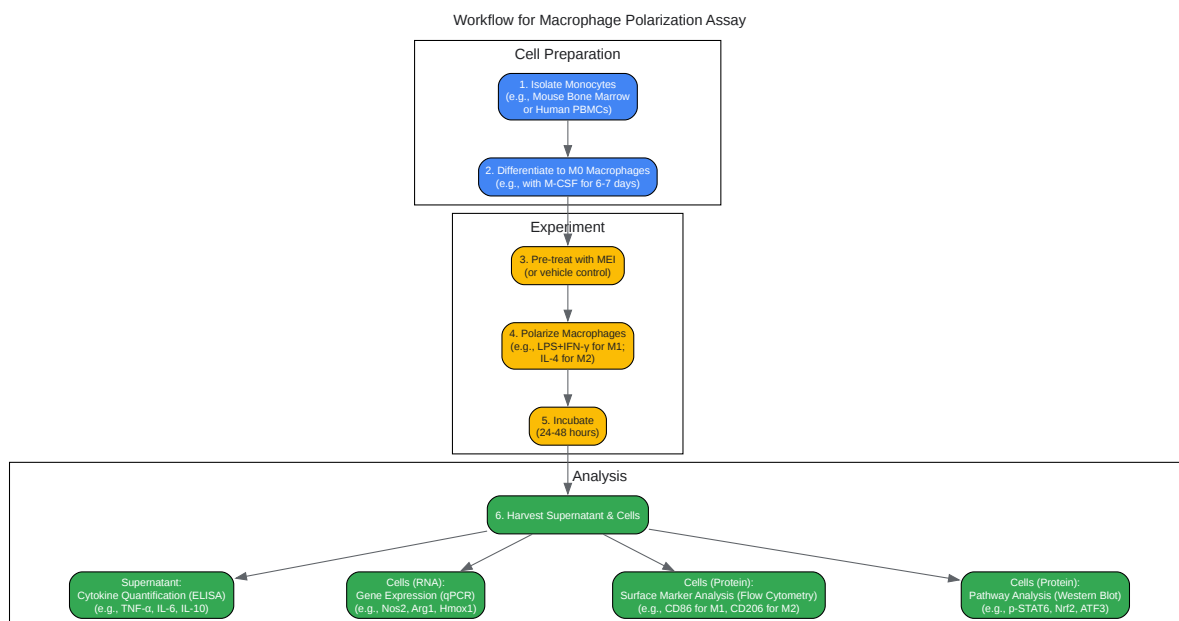 Workflow for Macrophage Polarization Assay
Cell Preparation
1. Isolate Monocytes
(e.g., Mouse Bone Marrow
or Human PBMCs)
2. Differentiate to M0 Macrophages
(e.g., with M-CSF for 6-7 days)
Experiment
3. Pre-treat with MEI
(or vehicle control)
4. Polarize Macrophages
(e.g., LPS+IFN-γ for M1;
IL-4 for M2)
5. Incubate
(24-48 hours)
Analysis
6. Harvest Supernatant & Cells
Supernatant:
Cytokine Quantification (ELISA)
(e.g., TNF-α, IL-6, IL-10)
Cells (RNA):
Gene Expression (qPCR)
(e.g., Nos2, Arg1, Hmox1)
Cells (Protein):
Surface Marker Analysis (Flow Cytometry)
(e.g., CD86 for M1, CD206 for M2)
Cells (Protein):
Pathway Analysis (Western Blot)
(e.g., p-STAT6, Nrf2, ATF3)